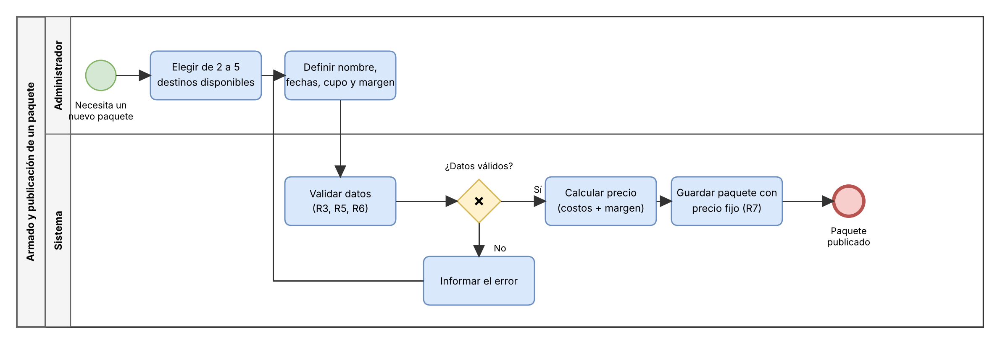 Armado y publicación de un paquete
Administrador
Necesita un
nuevo paquete
Elegir de 2 a 5
destinos disponibles
Definir nombre,
fechas, cupo y margen
Sistema
Validar datos
(R3, R5, R6)
¿Datos válidos?
Sí
No
Informar el error
Calcular precio
(costos + margen)
Guardar paquete con
precio fijo (R7)
Paquete
publicado